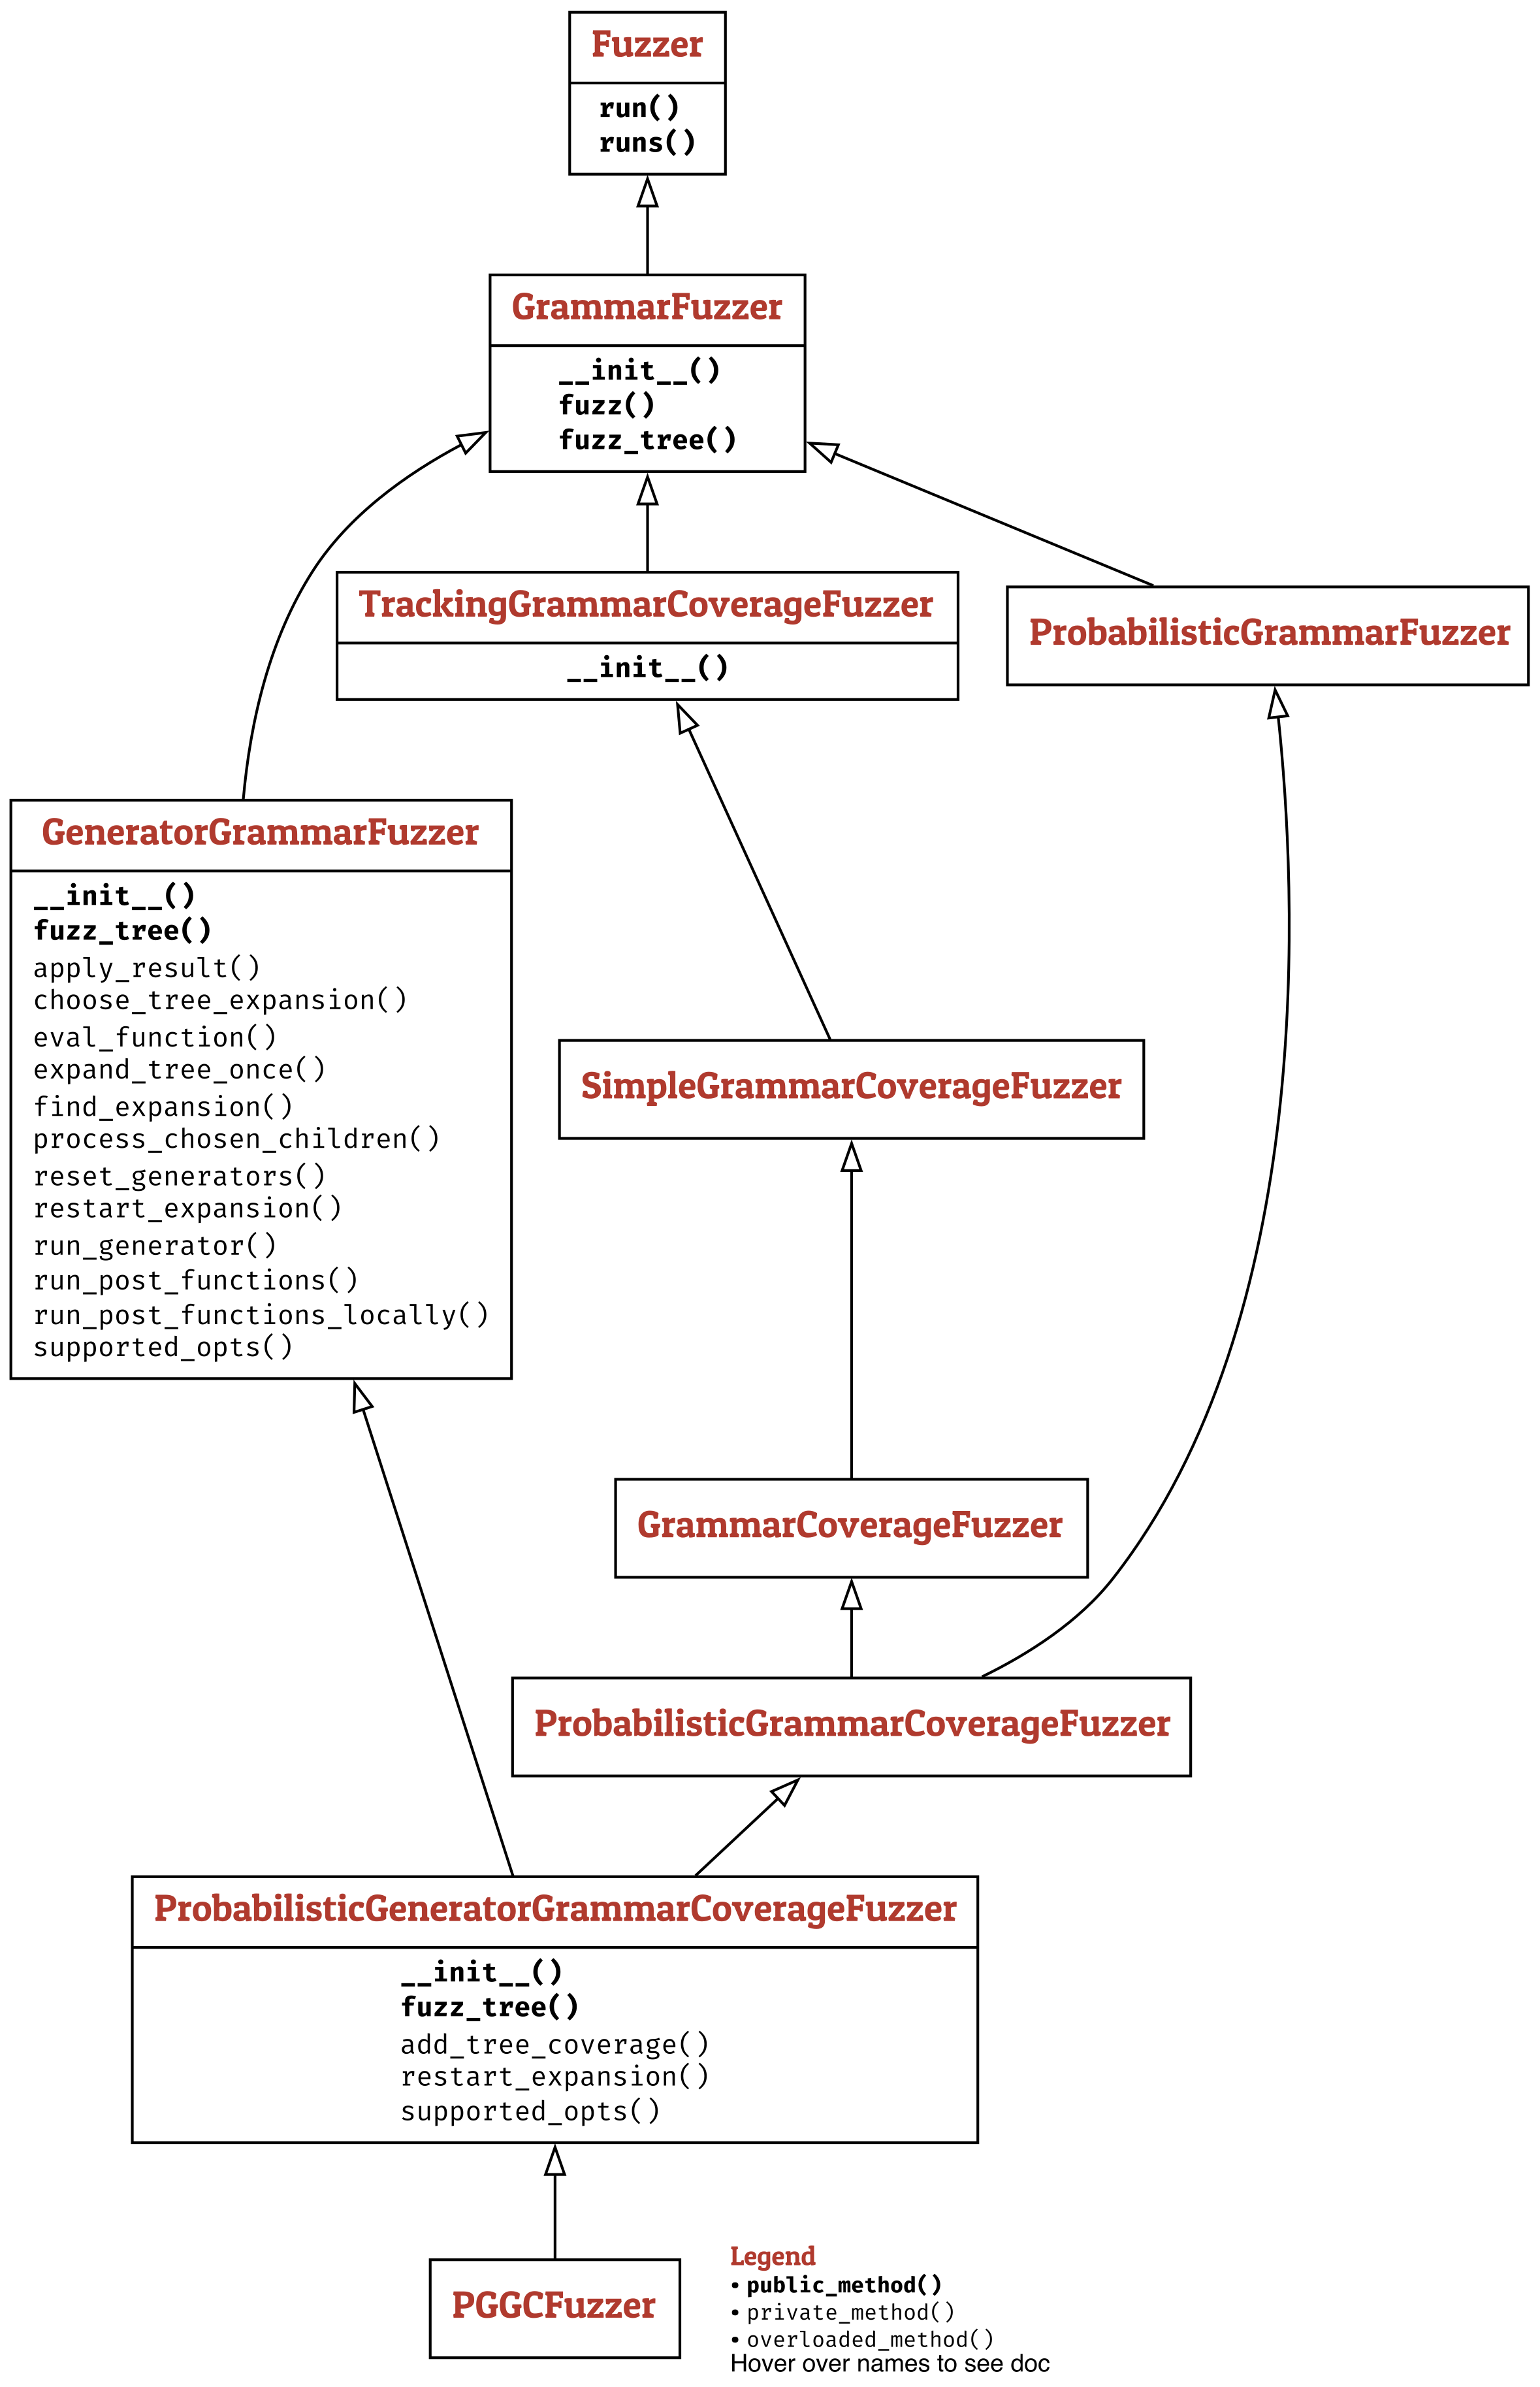 Fuzzer
run()
runs()
GrammarFuzzer
__init__()
fuzz()
fuzz_tree()
TrackingGrammarCoverageFuzzer
__init__()
ProbabilisticGrammarFuzzer
GeneratorGrammarFuzzer
__init__()
fuzz_tree()
apply_result()
choose_tree_expansion()
eval_function()
expand_tree_once()
find_expansion()
process_chosen_children()
reset_generators()
restart_expansion()
run_generator()
run_post_functions()
run_post_functions_locally()
supported_opts()
SimpleGrammarCoverageFuzzer
GrammarCoverageFuzzer
ProbabilisticGrammarCoverageFuzzer
ProbabilisticGeneratorGrammarCoverageFuzzer
__init__()
fuzz_tree()
add_tree_coverage()
restart_expansion()
supported_opts()
PGGCFuzzer
Legend
• public_method()
• private_method()
• overloaded_method()
Hover over names to see doc